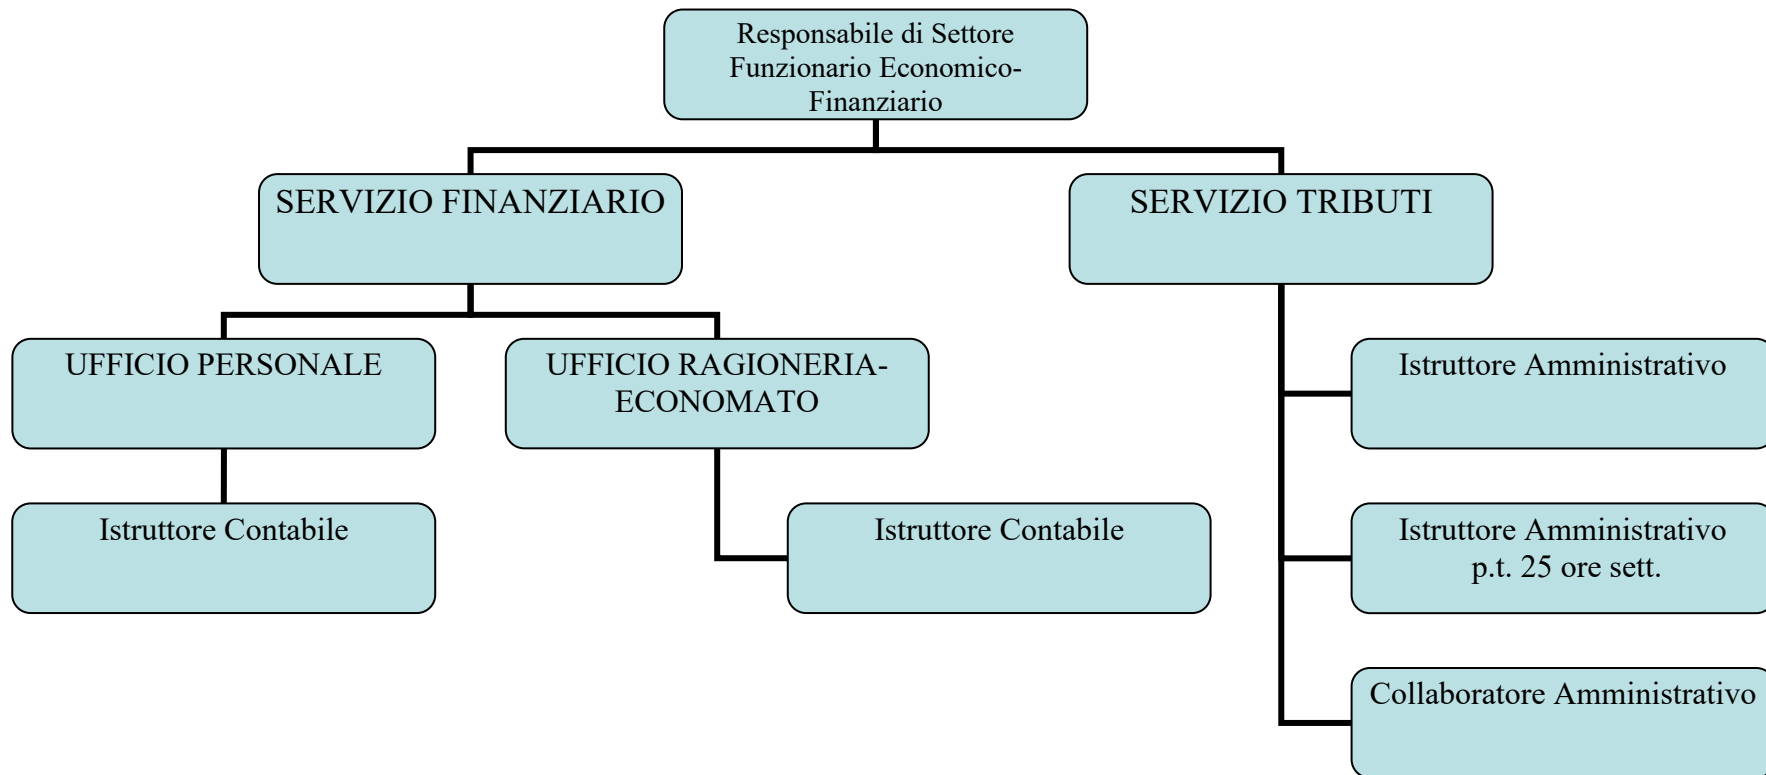 Responsabile di Settore
Funzionario Economico-
Finanziario
SERVIZIO FINANZIARIO
SERVIZIO TRIBUTI
UFFICIO PERSONALE
UFFICIO RAGIONERIA-
ECONOMATO
Istruttore Amministrativo
Istruttore Contabile
Istruttore Contabile
Istruttore Amministrativo
p.t. 25 ore sett.
Collaboratore Amministrativo